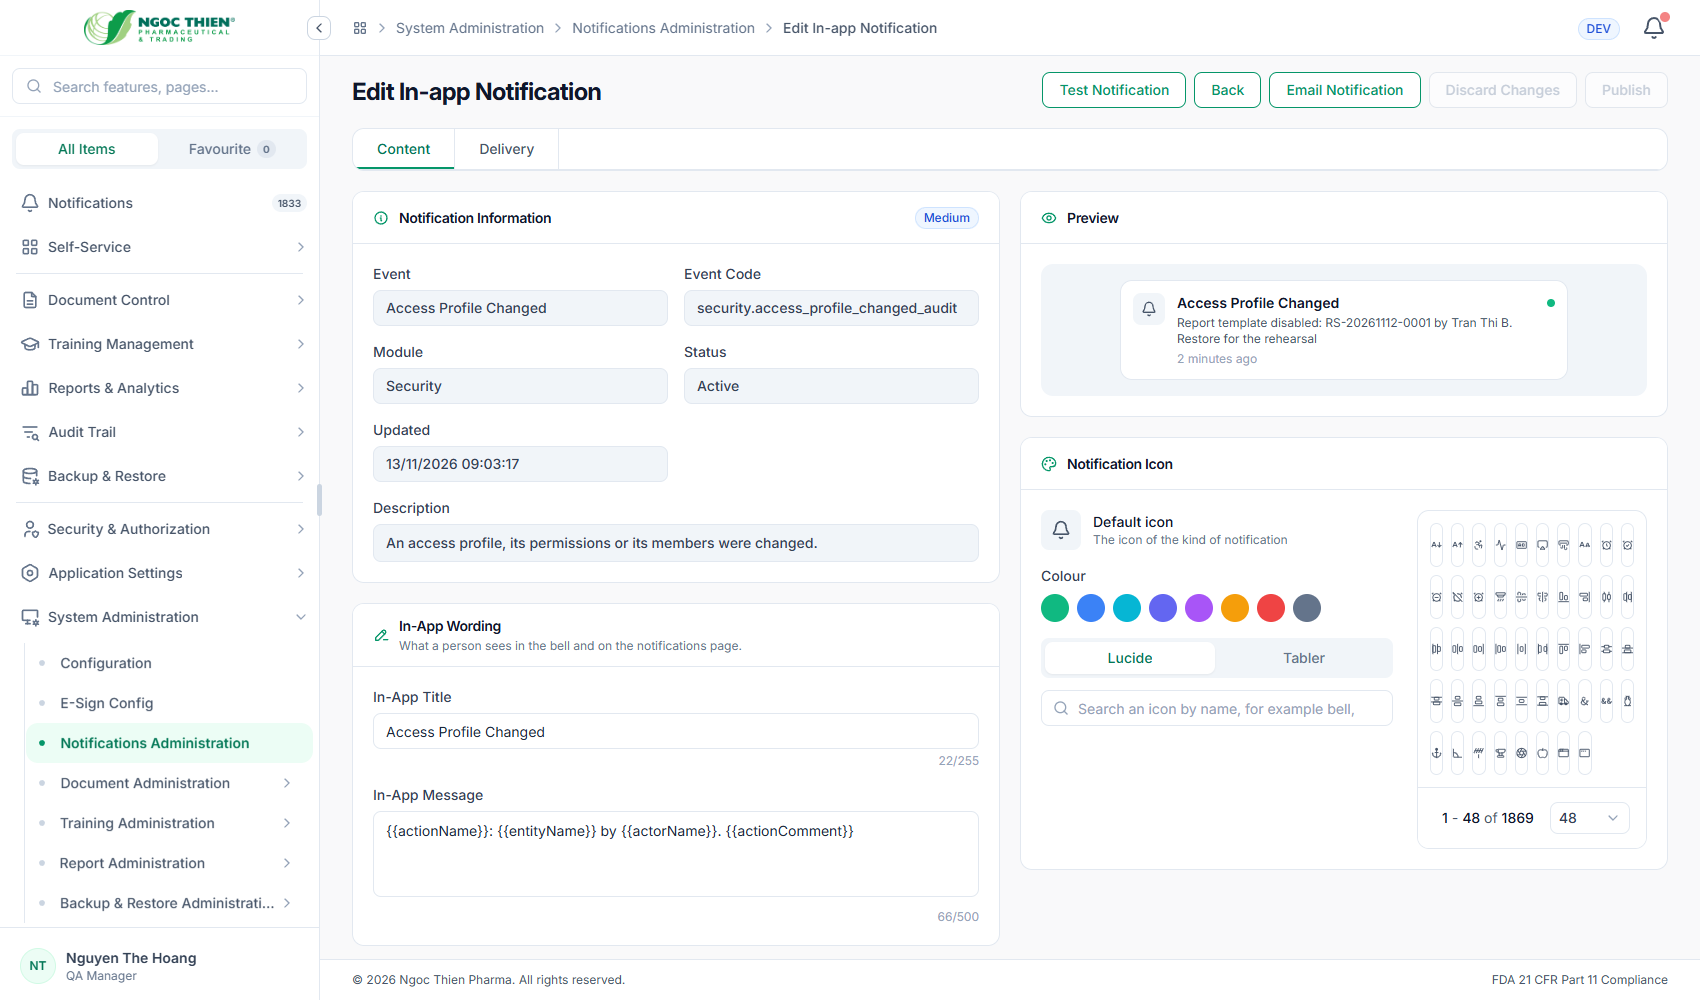 NGOC THIEN®
PHARMACEUTICAL
& TRADING
System Administration
Notifications Administration
Edit In-app Notification
DEV
Search features, pages...
All Items
Favourite 0
Notifications
1833
Self-Service
Document Control
Training Management
Reports & Analytics
Audit Trail
Backup & Restore
Security & Authorization
Application Settings
System Administration
Configuration
E-Sign Config
Notifications Administration
Document Administration
Training Administration
Report Administration
Backup & Restore Administrati...
NT
Nguyen The Hoang
QA Manager
Edit In-app Notification
Test Notification
Back
Email Notification
Discard Changes
Publish
Content
Delivery
Notification Information
Medium
Event
Event Code
Access Profile Changed
security.access_profile_changed_audit
Module
Status
Security
Active
Updated
13/11/2026 09:03:17
Description
An access profile, its permissions or its members were changed.
In-App Wording
What a person sees in the bell and on the notifications page.
In-App Title
Access Profile Changed
22/255
In-App Message
{{actionName}}: {{entityName}} by {{actorName}}. {{actionComment}}
66/500
Preview
Access Profile Changed
Report template disabled: RS-20261112-0001 by Tran Thi B.
Restore for the rehearsal
2 minutes ago
Notification Icon
Default icon
The icon of the kind of notification
Colour
Lucide
Tabler
Search an icon by name, for example bell,
1 - 48 of 1869
48
© 2026 Ngoc Thien Pharma. All rights reserved.
FDA 21 CFR Part 11 Compliance